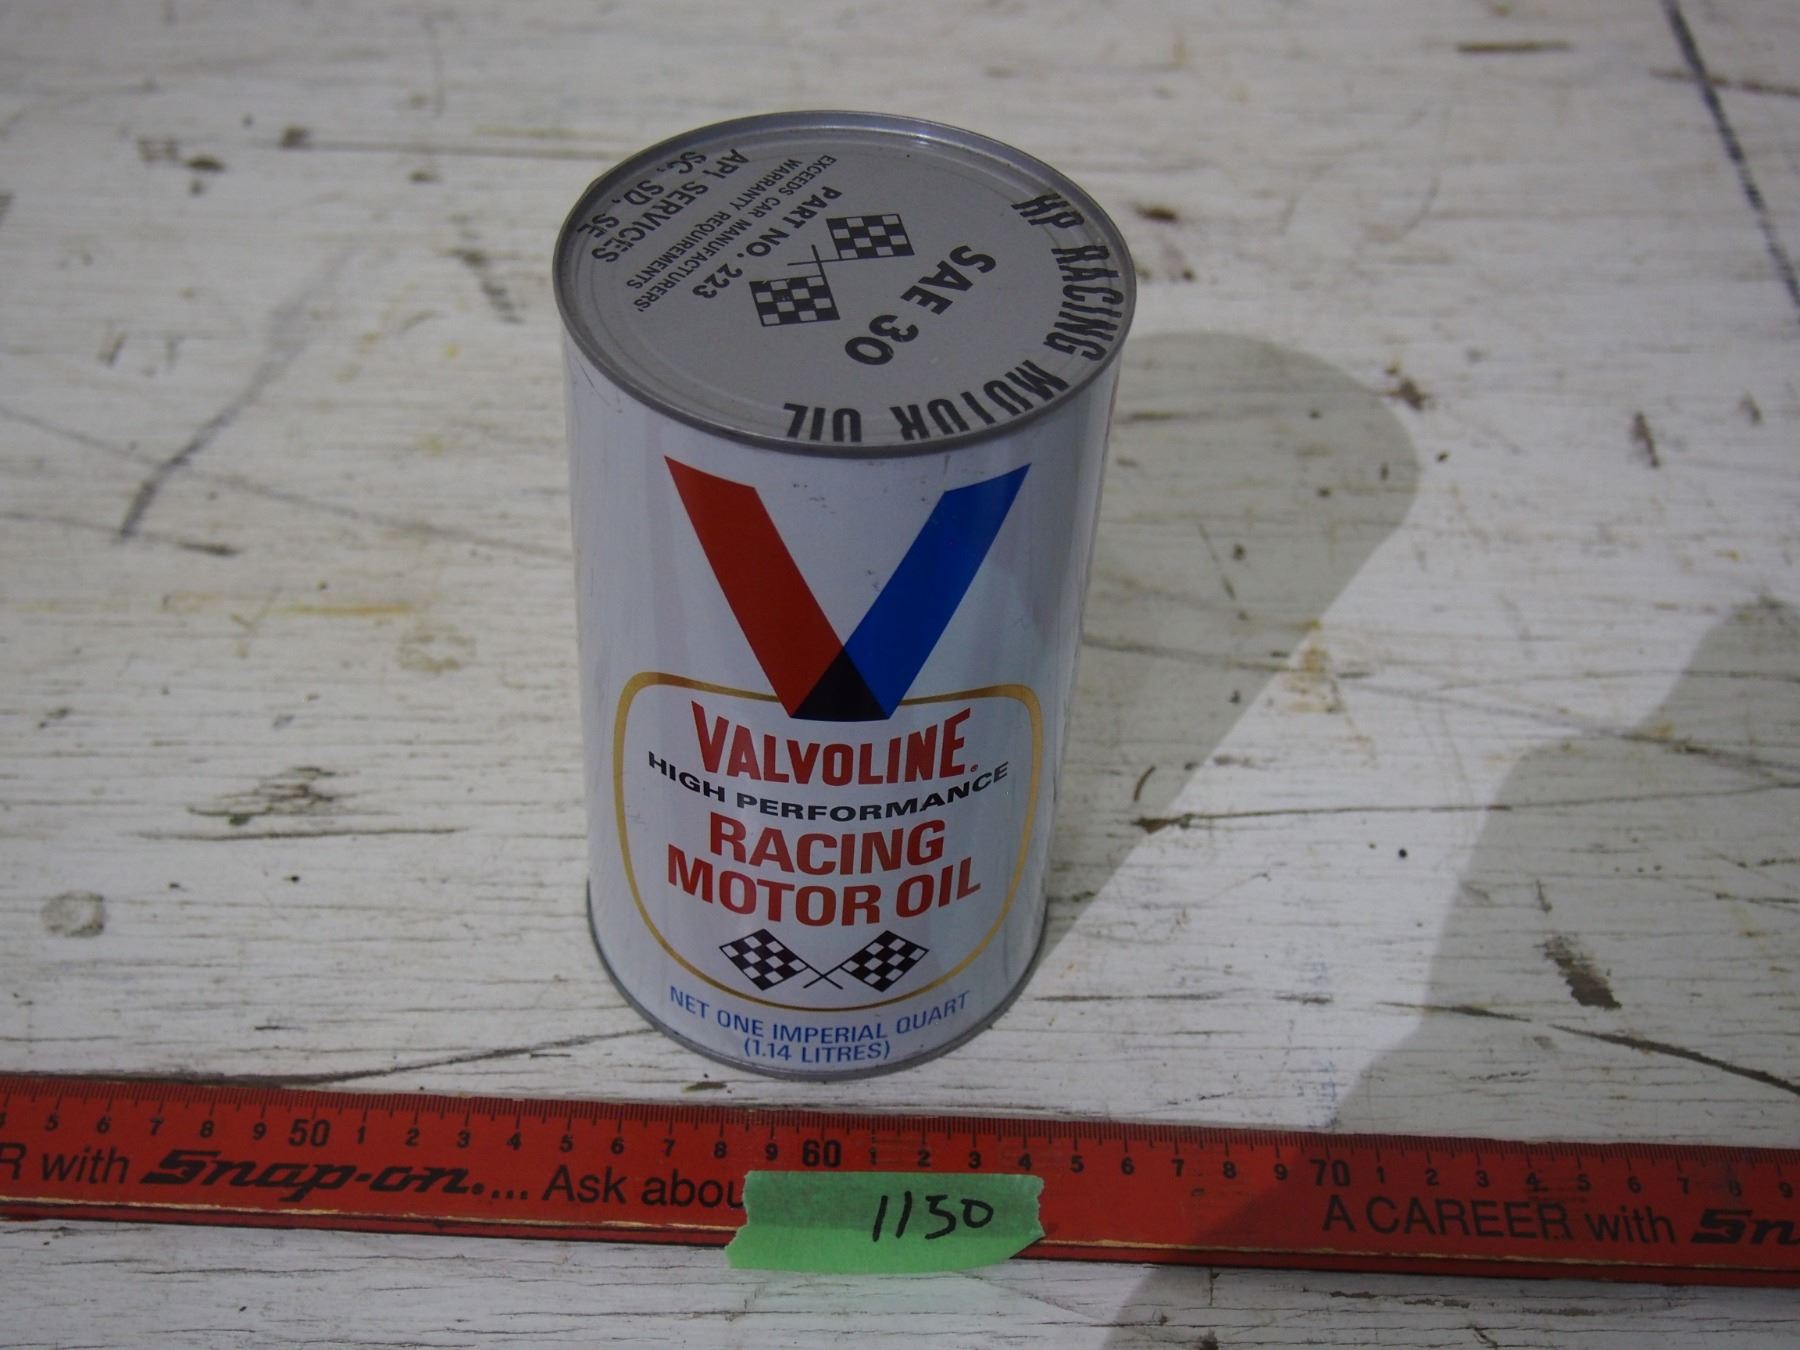 HP RACING MOTOR OIL
SAE 30
PART NO. 223
EXCEEDS CAR MANUFACTURERS'
WARRANTY REQUIREMENTS
API SERVICES
SC, SD, SE
VALVOLINE®
HIGH PERFORMANCE
RACING
MOTOR OIL
NET ONE IMPERIAL QUART
(1.14 LITRES)
4 5 6 7 8 9 50 1 2 3 4 5 6 7 8 9 60 1 2 3 4 5 6 7 8 9 70 1 2 3 4 5 6 7 8 9
R with Snap-on.... Ask abou A CAREER with Sn
1150